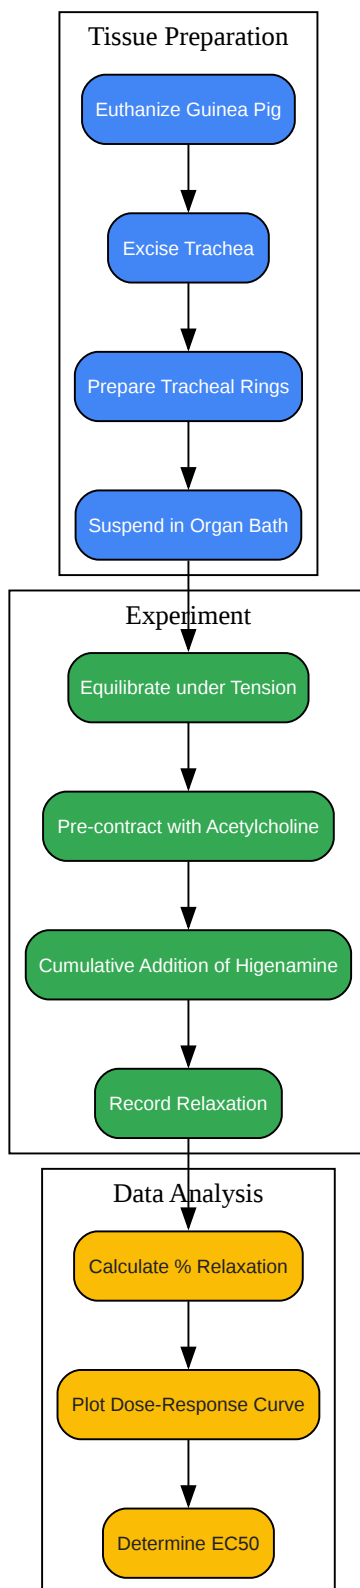 Tissue Preparation
Euthanize Guinea Pig
Excise Trachea
Prepare Tracheal Rings
Suspend in Organ Bath
Experiment
Equilibrate under Tension
Pre-contract with Acetylcholine
Cumulative Addition of Higenamine
Record Relaxation
Data Analysis
Calculate % Relaxation
Plot Dose-Response Curve
Determine EC50